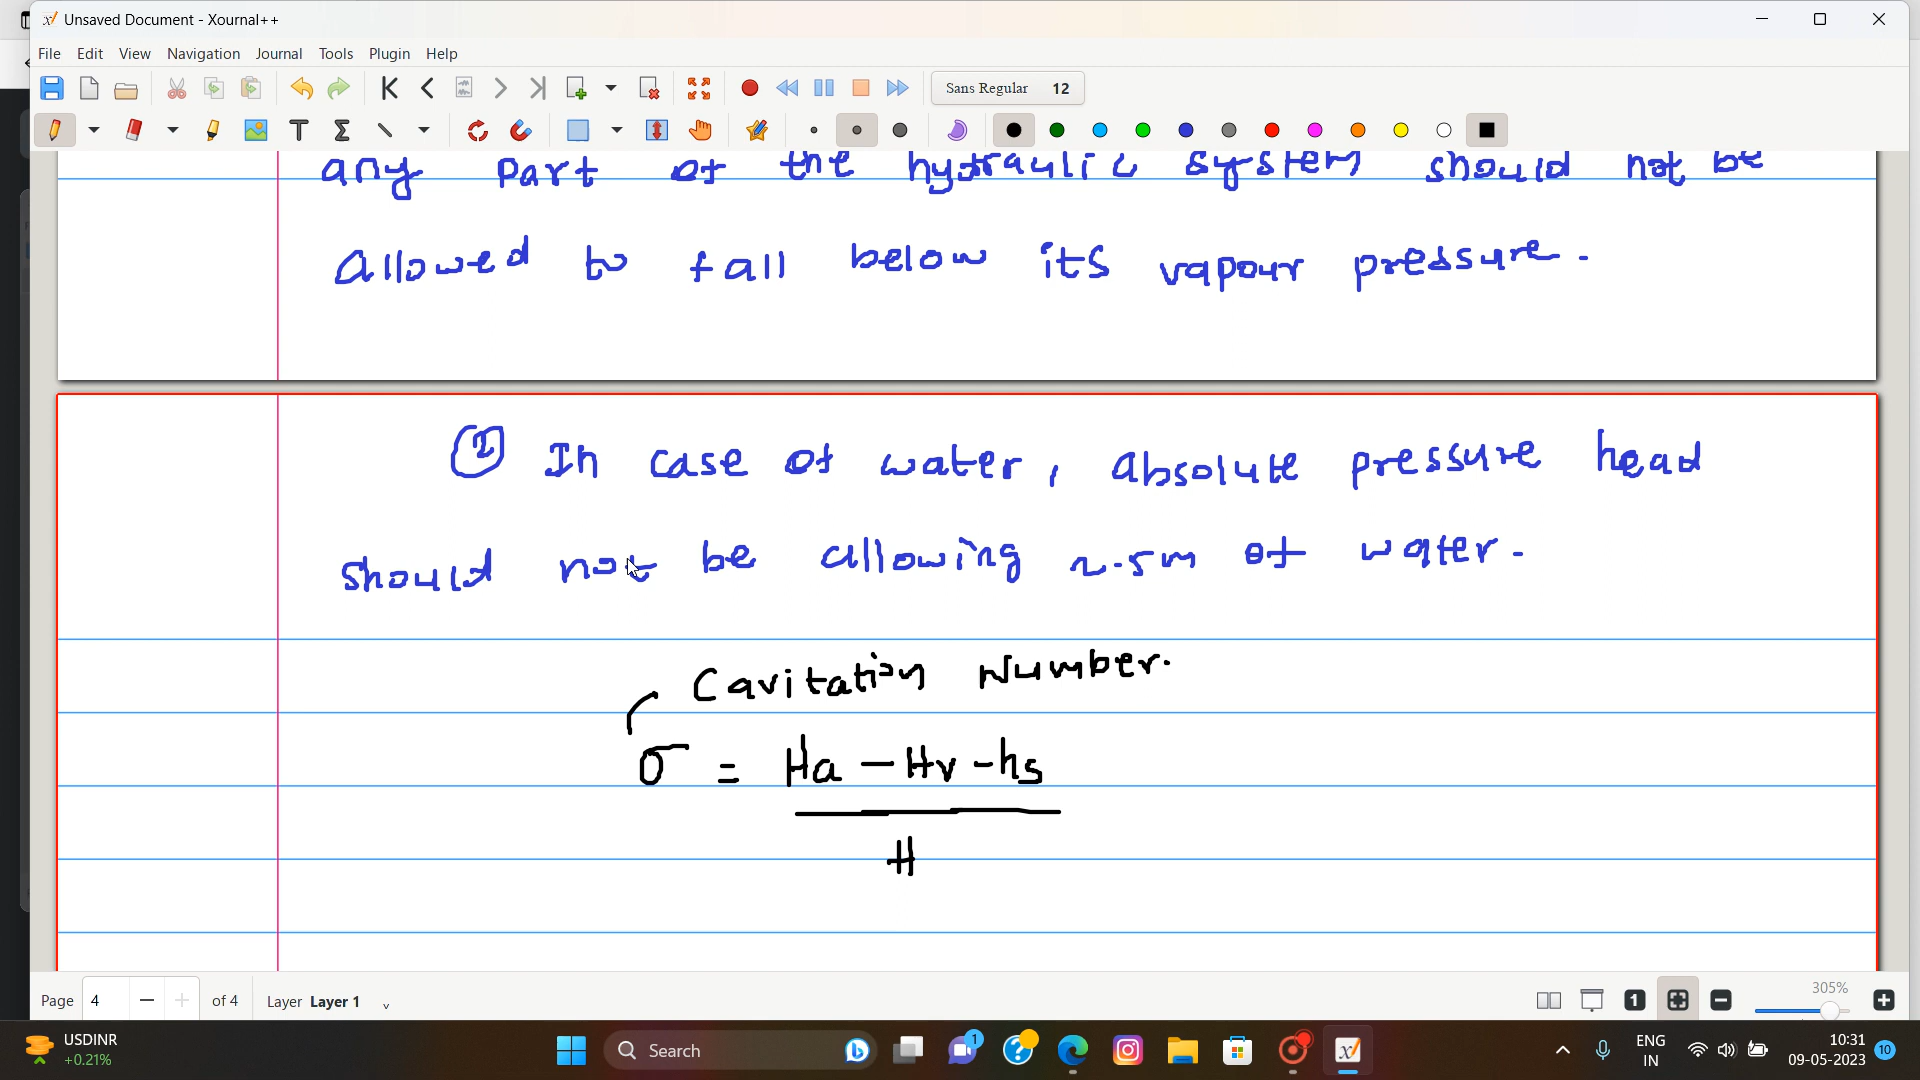 Unsaved Document - Xournal++
File Edit View Navigation Journal Tools Plugin Help
Sans Regular 12
any part of the hydraulic system should not be
allowed to fall below its vapour pressure.
② In case of water, absolute pressure head
should not be allowing 2.5m of water.
Cavitation Number.
σ = Ha - Hv - hs
H
Page 4 of 4 Layer Layer 1
305%
USDINR
+0.21%
Search
1
ENG
IN
10:31
09-05-2023
10